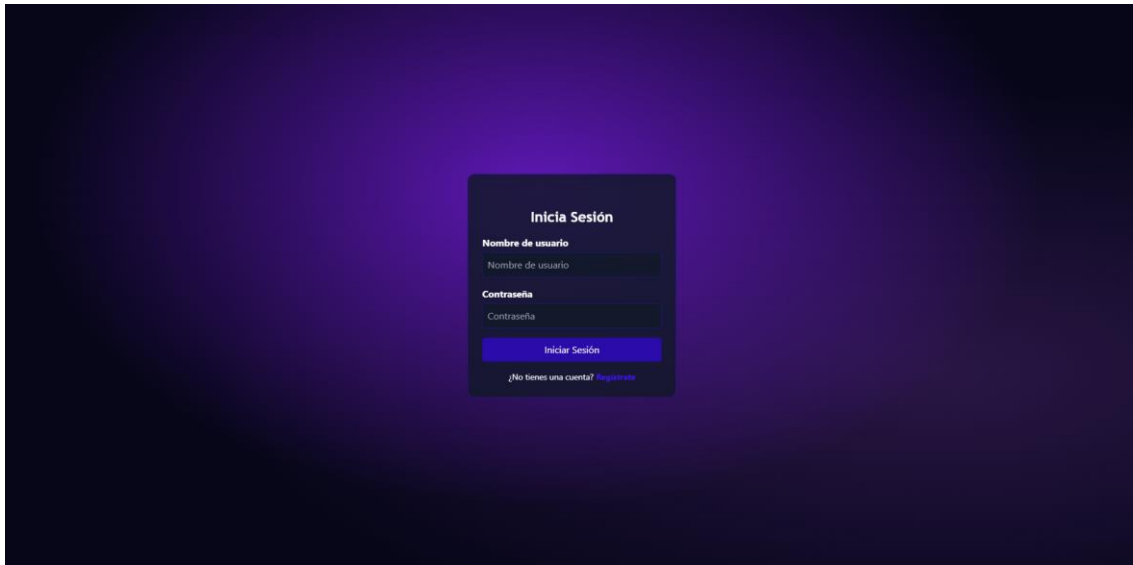 Inicia Sesión
Nombre de usuario
Nombre de usuario
Contraseña
Contraseña
Iniciar Sesión
¿No tienes una cuenta? Regístrate